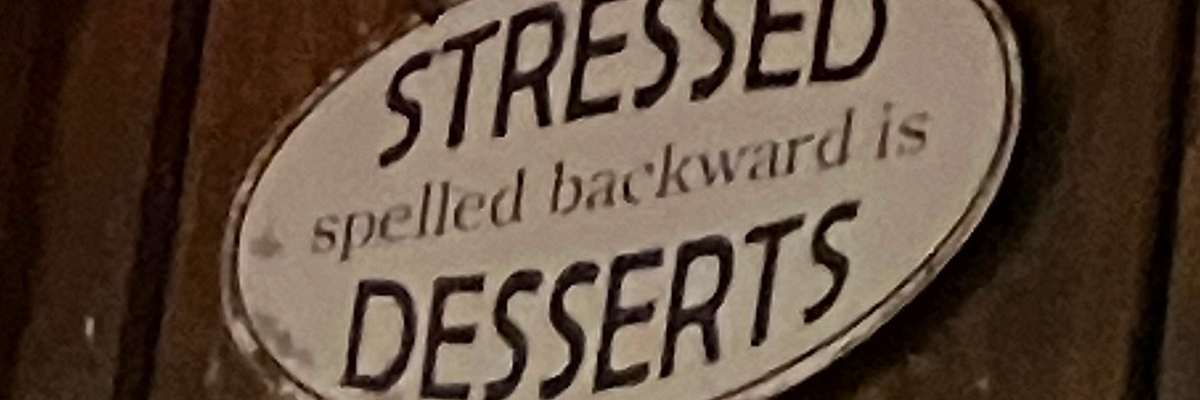 STRESSED
spelled backward is
DESSERTS